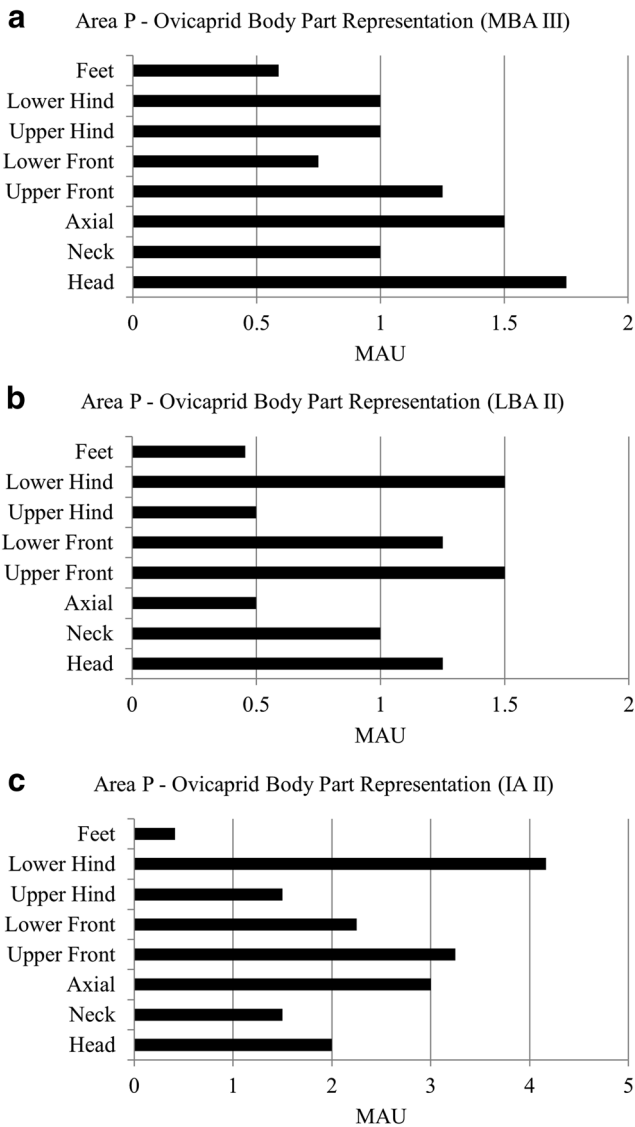 a Area P - Ovicaprid Body Part Representation (MBA III)
Feet
Lower Hind
Upper Hind
Lower Front
Upper Front
Axial
Neck
Head
0 0.5 1 1.5 2
MAU
b Area P - Ovicaprid Body Part Representation (LBA II)
Feet
Lower Hind
Upper Hind
Lower Front
Upper Front
Axial
Neck
Head
0 0.5 1 1.5 2
MAU
c Area P - Ovicaprid Body Part Representation (IA II)
Feet
Lower Hind
Upper Hind
Lower Front
Upper Front
Axial
Neck
Head
0 1 2 3 4 5
MAU